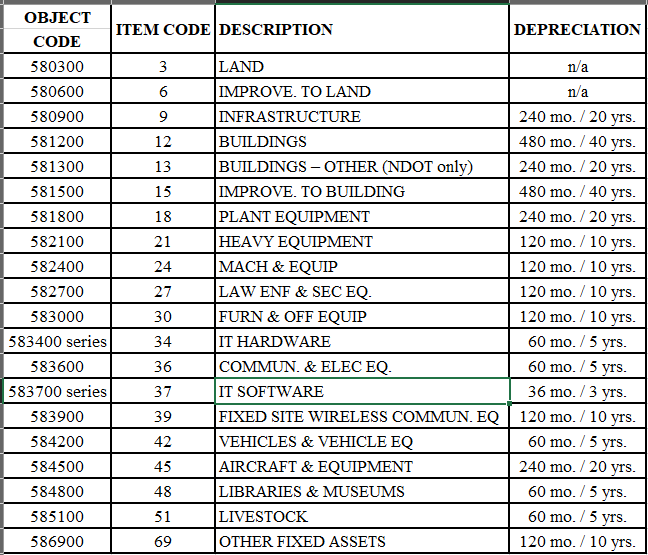 OBJECT CODE ITEM CODE DESCRIPTION DEPRECIATION
580300 3 LAND n/a
580600 6 IMPROVE. TO LAND n/a
580900 9 INFRASTRUCTURE 240 mo. / 20 yrs.
581200 12 BUILDINGS 480 mo. / 40 yrs.
581300 13 BUILDINGS – OTHER (NDOT only) 240 mo. / 20 yrs.
581500 15 IMPROVE. TO BUILDING 480 mo. / 40 yrs.
581800 18 PLANT EQUIPMENT 240 mo. / 20 yrs.
582100 21 HEAVY EQUIPMENT 120 mo. / 10 yrs.
582400 24 MACH & EQUIP 120 mo. / 10 yrs.
582700 27 LAW ENF & SEC EQ. 120 mo. / 10 yrs.
583000 30 FURN & OFF EQUIP 120 mo. / 10 yrs.
583400 series 34 IT HARDWARE 60 mo. / 5 yrs.
583600 36 COMMUN. & ELEC EQ. 60 mo. / 5 yrs.
583700 series 37 IT SOFTWARE 36 mo. / 3 yrs.
583900 39 FIXED SITE WIRELESS COMMUN. EQ 120 mo. / 10 yrs.
584200 42 VEHICLES & VEHICLE EQ 60 mo. / 5 yrs.
584500 45 AIRCRAFT & EQUIPMENT 240 mo. / 20 yrs.
584800 48 LIBRARIES & MUSEUMS 60 mo. / 5 yrs.
585100 51 LIVESTOCK 60 mo. / 5 yrs.
586900 69 OTHER FIXED ASSETS 120 mo. / 10 yrs.